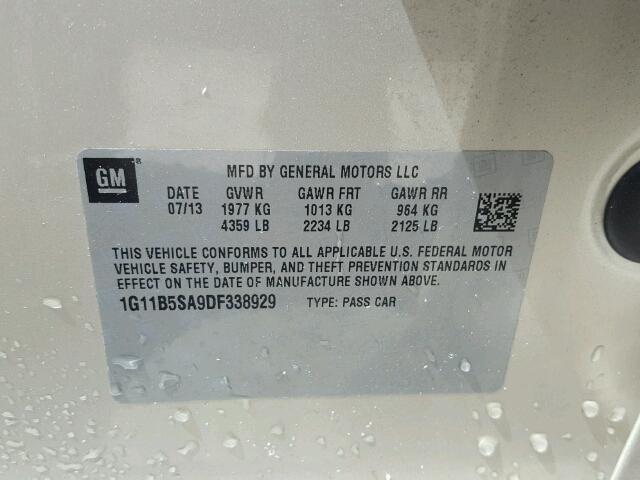 GM®
MFD BY GENERAL MOTORS LLC
DATE GVWR GAWR FRT GAWR RR
07/13 1977 KG 1013 KG 964 KG
4359 LB 2234 LB 2125 LB
THIS VEHICLE CONFORMS TO ALL APPLICABLE U.S. FEDERAL MOTOR
VEHICLE SAFETY, BUMPER, AND THEFT PREVENTION STANDARDS IN
EFFECT ON THE DATE OF MANUFACTURE SHOWN ABOVE.
1G11B5SA9DF338929 TYPE: PASS CAR